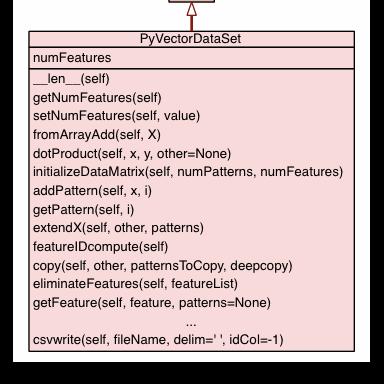 PyVectorDataSet
numFeatures
__len__(self)
getNumFeatures(self)
setNumFeatures(self, value)
fromArrayAdd(self, X)
dotProduct(self, x, y, other=None)
initializeDataMatrix(self, numPatterns, numFeatures)
addPattern(self, x, i)
getPattern(self, i)
extendX(self, other, patterns)
featureIDcompute(self)
copy(self, other, patternsToCopy, deepcopy)
eliminateFeatures(self, featureList)
getFeature(self, feature, patterns=None)
...
csvwrite(self, fileName, delim=' ', idCol=-1)